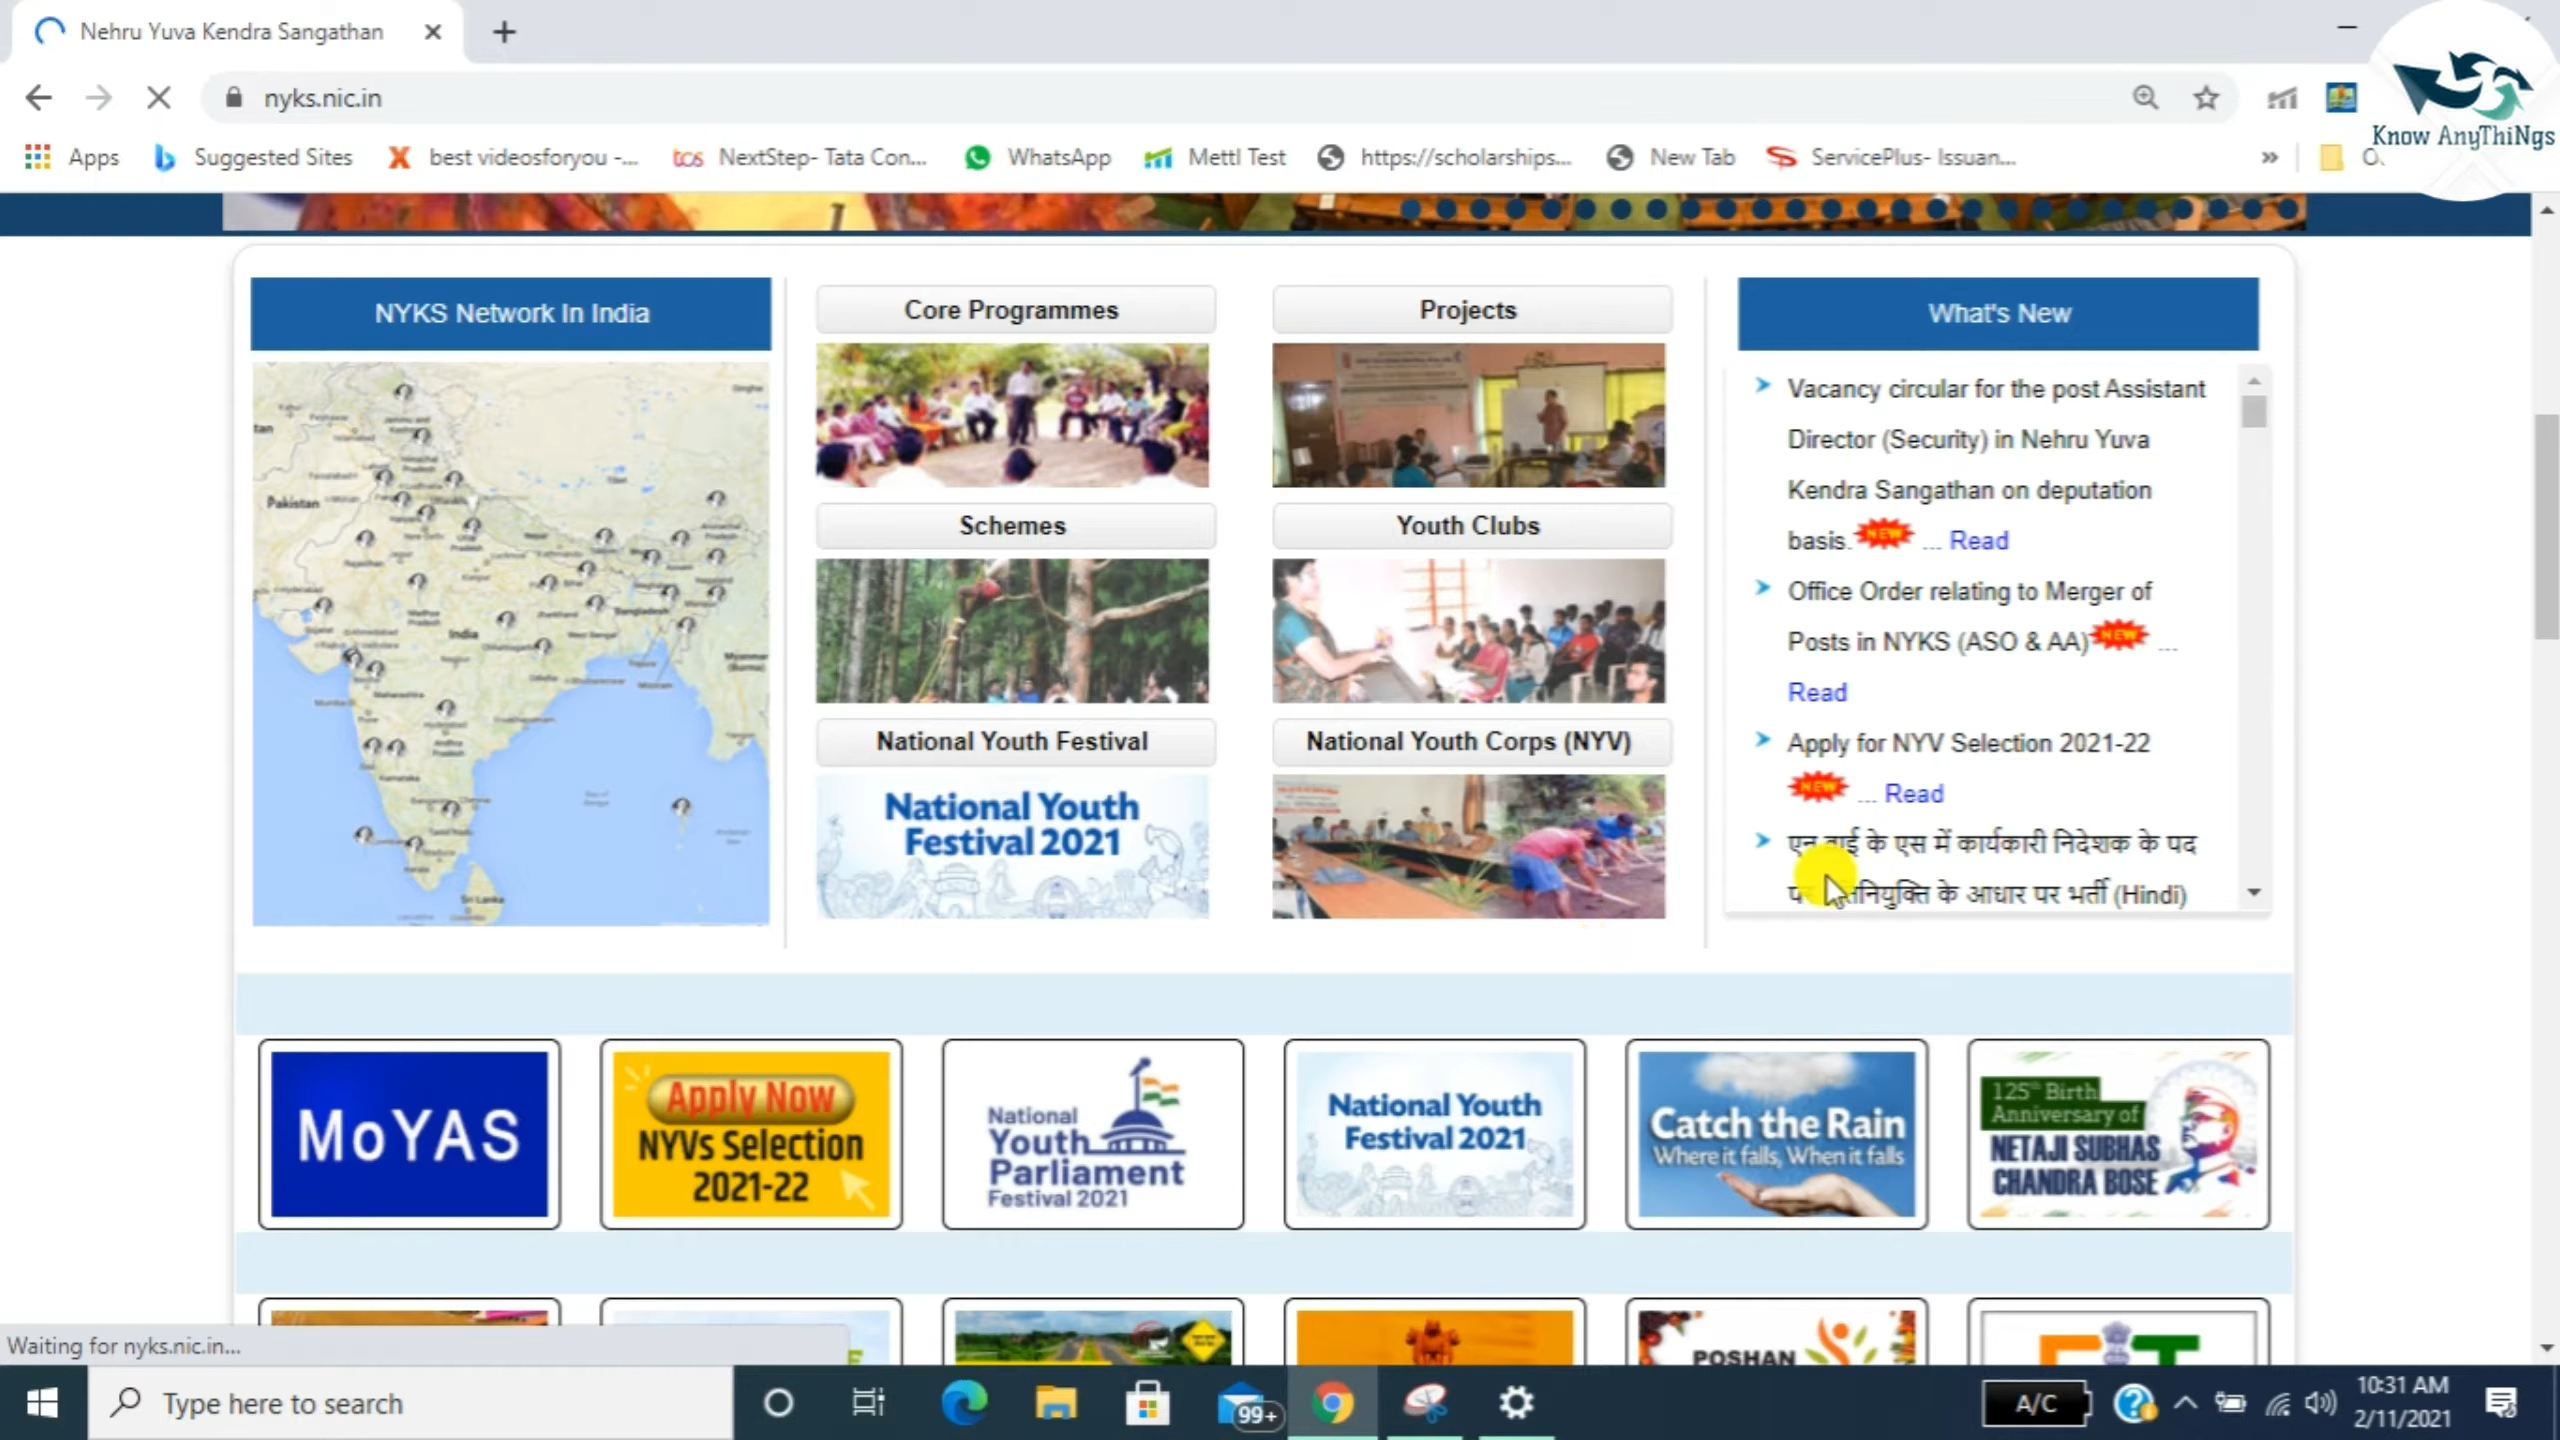 Nehru Yuva Kendra Sangathan
nyks.nic.in
Know AnyThiNgs
Apps
Suggested Sites
best videosforyou -...
tcs NextStep- Tata Con...
WhatsApp
Mettl Test
https://scholarships...
New Tab
ServicePlus- Issuan...
NYKS Network In India
Core Programmes
Projects
What's New
Schemes
Youth Clubs
National Youth Festival
National Youth Corps (NYV)
National Youth
Festival 2021
Pakistan
India
Sri Lanka
Vacancy circular for the post Assistant
Director (Security) in Nehru Yuva
Kendra Sangathan on deputation
basis. NEW ... Read
Office Order relating to Merger of
Posts in NYKS (ASO & AA) NEW ...
Read
Apply for NYV Selection 2021-22
NEW ... Read
के एस में कार्यकारी निदेशक के पद
के आधार पर भर्ती (Hindi)
MoYAS
Apply Now
NYVs Selection
2021-22
National
Youth
Parliament
Festival 2021
National Youth
Festival 2021
Catch the Rain
Where it falls, When it falls
125th Birth
Anniversary of
NETAJI SUBHAS
CHANDRA BOSE
POSHAN
Waiting for nyks.nic.in...
Type here to search
99+
A/C
10:31 AM
2/11/2021